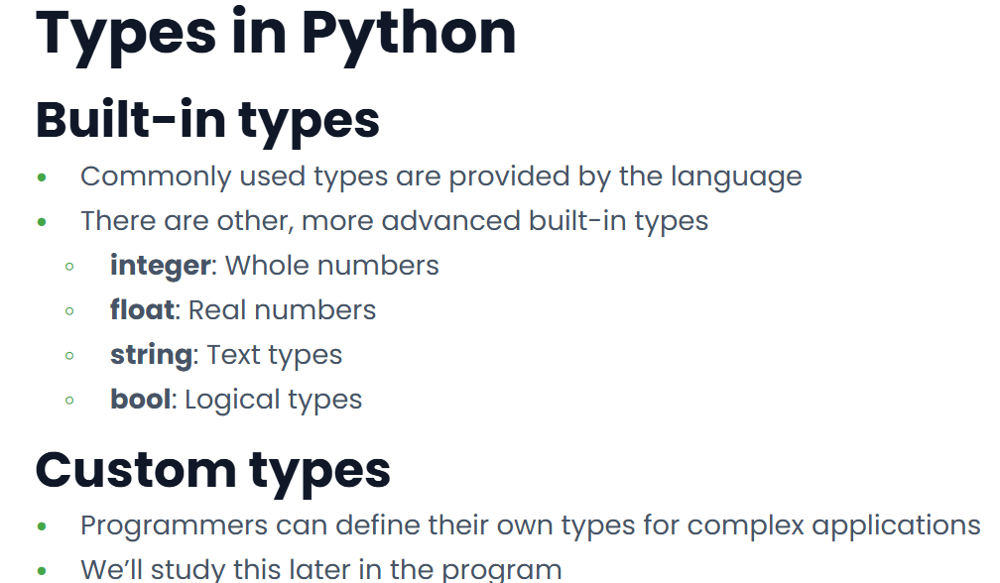 Types in Python
Built-in types
Commonly used types are provided by the language
There are other, more advanced built-in types
integer: Whole numbers
float: Real numbers
string: Text types
bool: Logical types
Custom types
Programmers can define their own types for complex applications
We’ll study this later in the program